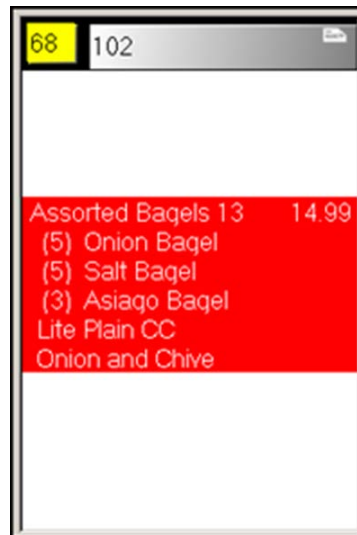 68 102
Assorted Bagels 13 14.99
(5) Onion Bagel
(5) Salt Bagel
(3) Asiago Bagel
Lite Plain CC
Onion and Chive